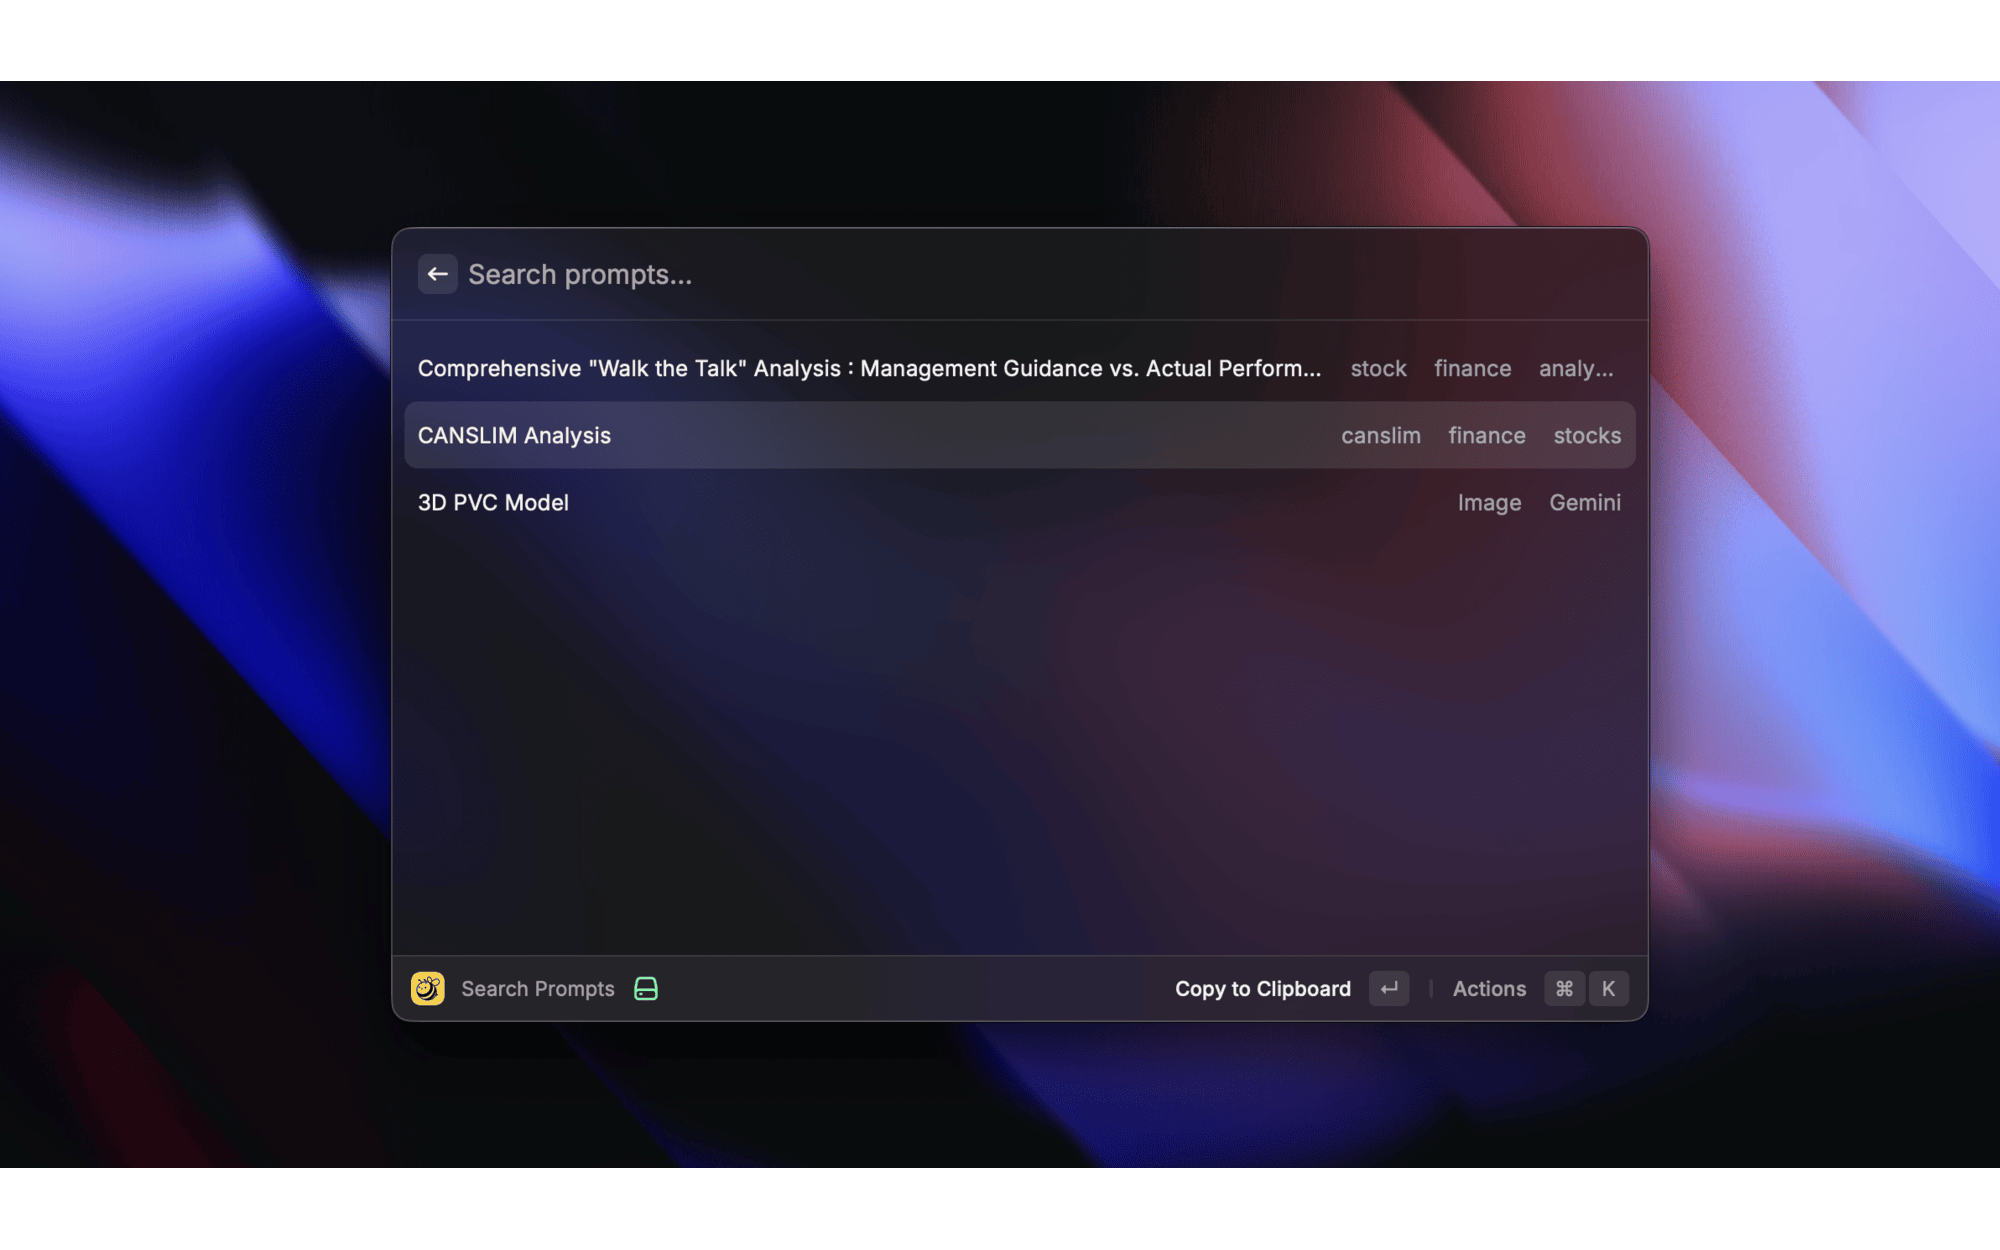 Search prompts...
Comprehensive "Walk the Talk" Analysis : Management Guidance vs. Actual Perform... stock finance analy...
CANSLIM Analysis canslim finance stocks
3D PVC Model Image Gemini
Search Prompts Copy to Clipboard ↵ Actions ⌘ K